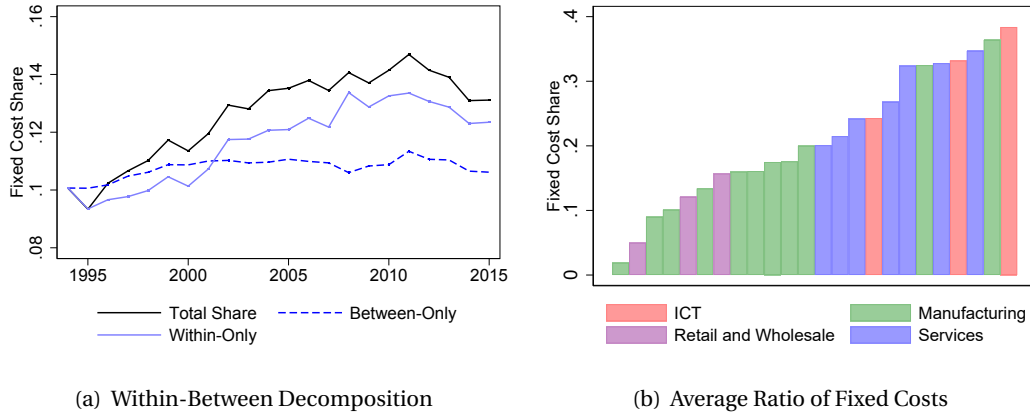 Fixed Cost Share
.08 .1 .12 .14 .16
1995 2000 2005 2010 2015
Total Share Between-Only
Within-Only
(a) Within-Between Decomposition
Fixed Cost Share
0 .1 .2 .3 .4
ICT Manufacturing
Retail and Wholesale Services
(b) Average Ratio of Fixed Costs